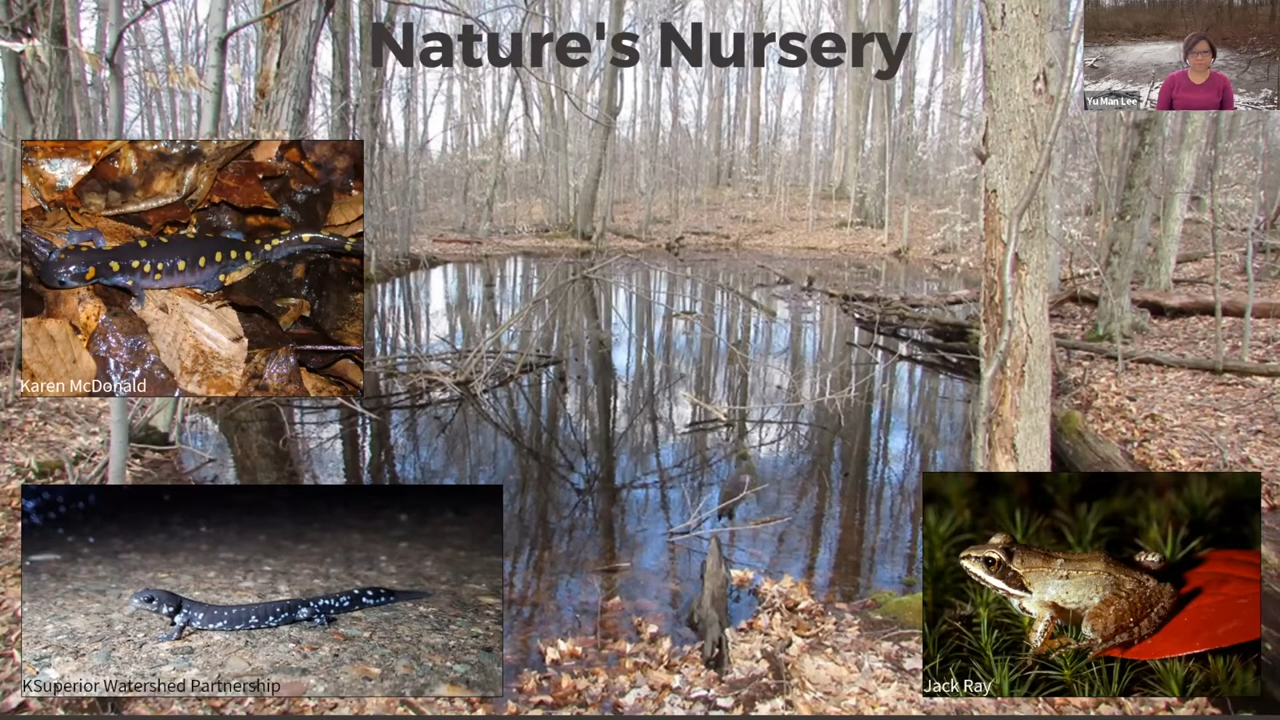 Nature's Nursery
Yu Man Lee
Karen McDonald
KSuperior Watershed Partnership
Jack Ray